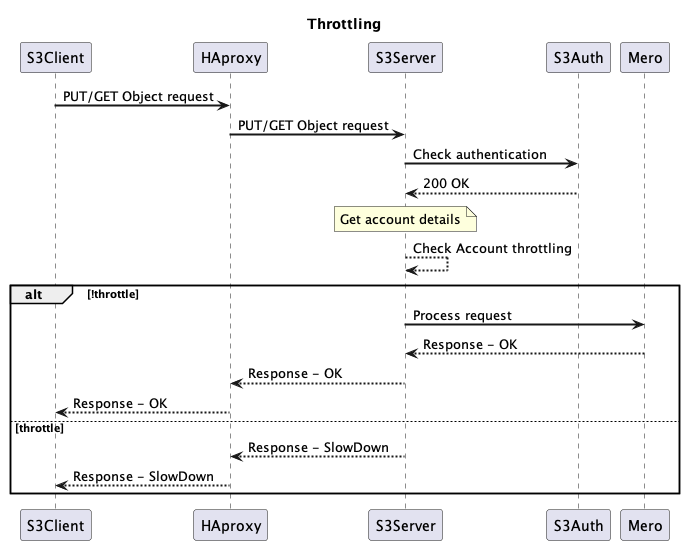 Throttling
S3Client HAproxy S3Server S3Auth Mero
PUT/GET Object request
PUT/GET Object request
Check authentication
200 OK
Get account details
Check Account throttling
alt [!throttle]
Process request
Response - OK
Response - OK
Response - OK
[throttle]
Response - SlowDown
Response - SlowDown
S3Client HAproxy S3Server S3Auth Mero